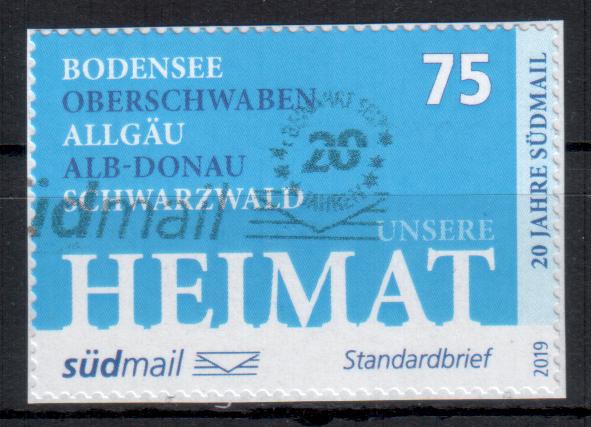 BODENSEE
OBERSCHWABEN
ALLGÄU
ALB-DONAU
SCHWARZWALD
75
20
südmail
UNSERE
HEIMAT
südmail
Standardbrief
20 JAHRE SÜDMAIL
2019